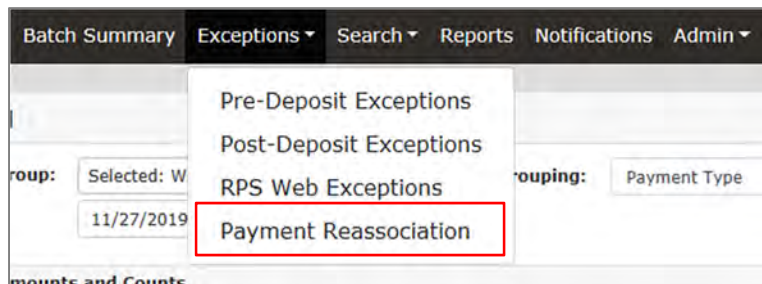 Batch Summary Exceptions Search Reports Notifications Admin
Pre-Deposit Exceptions
Post-Deposit Exceptions
roup: Selected: W RPS Web Exceptions ouping: Payment Type
11/27/2019 Payment Reassociation
mounts and Counts